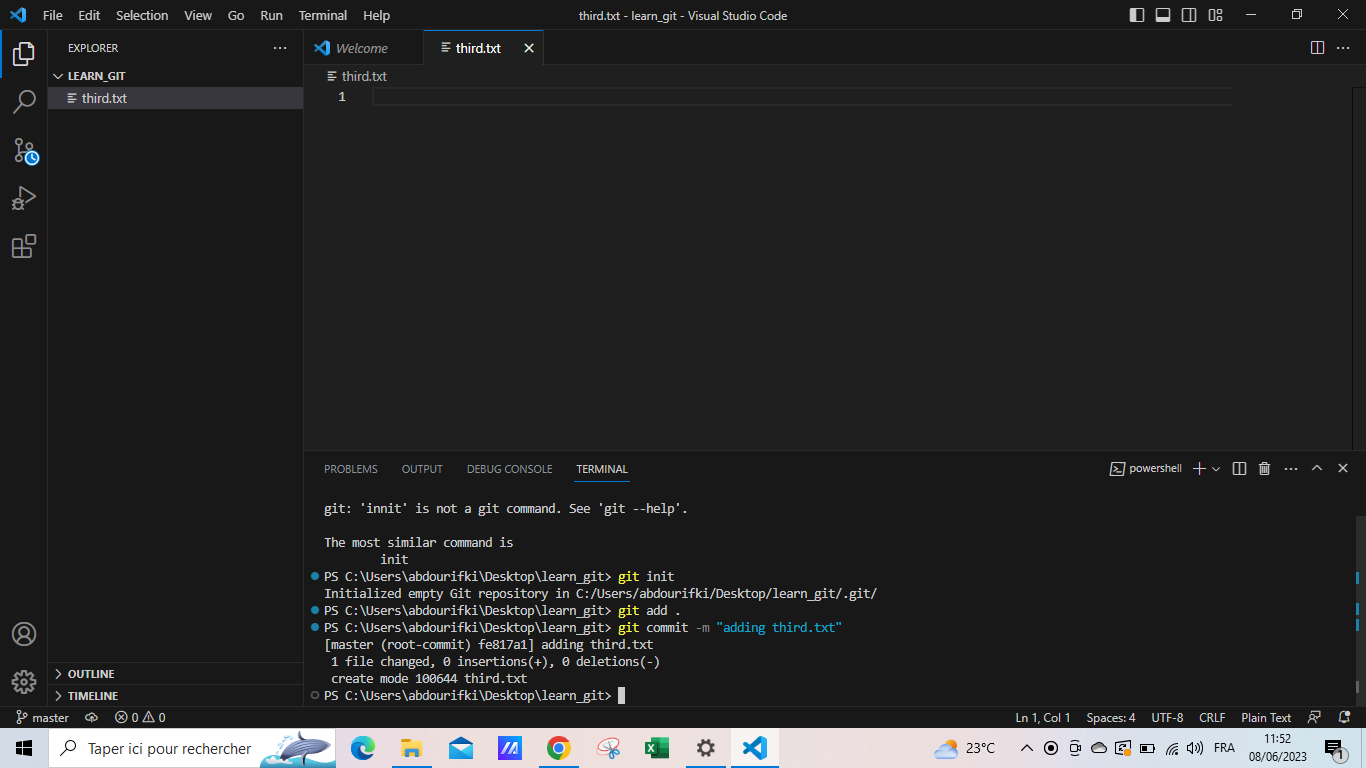 File Edit Selection View Go Run Terminal Help
third.txt - learn_git - Visual Studio Code
EXPLORER
LEARN_GIT
third.txt
OUTLINE
TIMELINE
Welcome
third.txt
third.txt
1
PROBLEMS OUTPUT DEBUG CONSOLE TERMINAL
powershell
git: 'innit' is not a git command. See 'git --help'.
The most similar command is
init
PS C:\Users\abdourifki\Desktop\learn_git> git init
Initialized empty Git repository in C:/Users/abdourifki/Desktop/learn_git/.git/
PS C:\Users\abdourifki\Desktop\learn_git> git add .
PS C:\Users\abdourifki\Desktop\learn_git> git commit -m "adding third.txt"
[master (root-commit) fe817a1] adding third.txt
1 file changed, 0 insertions(+), 0 deletions(-)
create mode 100644 third.txt
PS C:\Users\abdourifki\Desktop\learn_git>
master 0 0 Ln 1, Col 1 Spaces: 4 UTF-8 CRLF Plain Text
Taper ici pour rechercher
23°C
FRA
11:52
08/06/2023
1